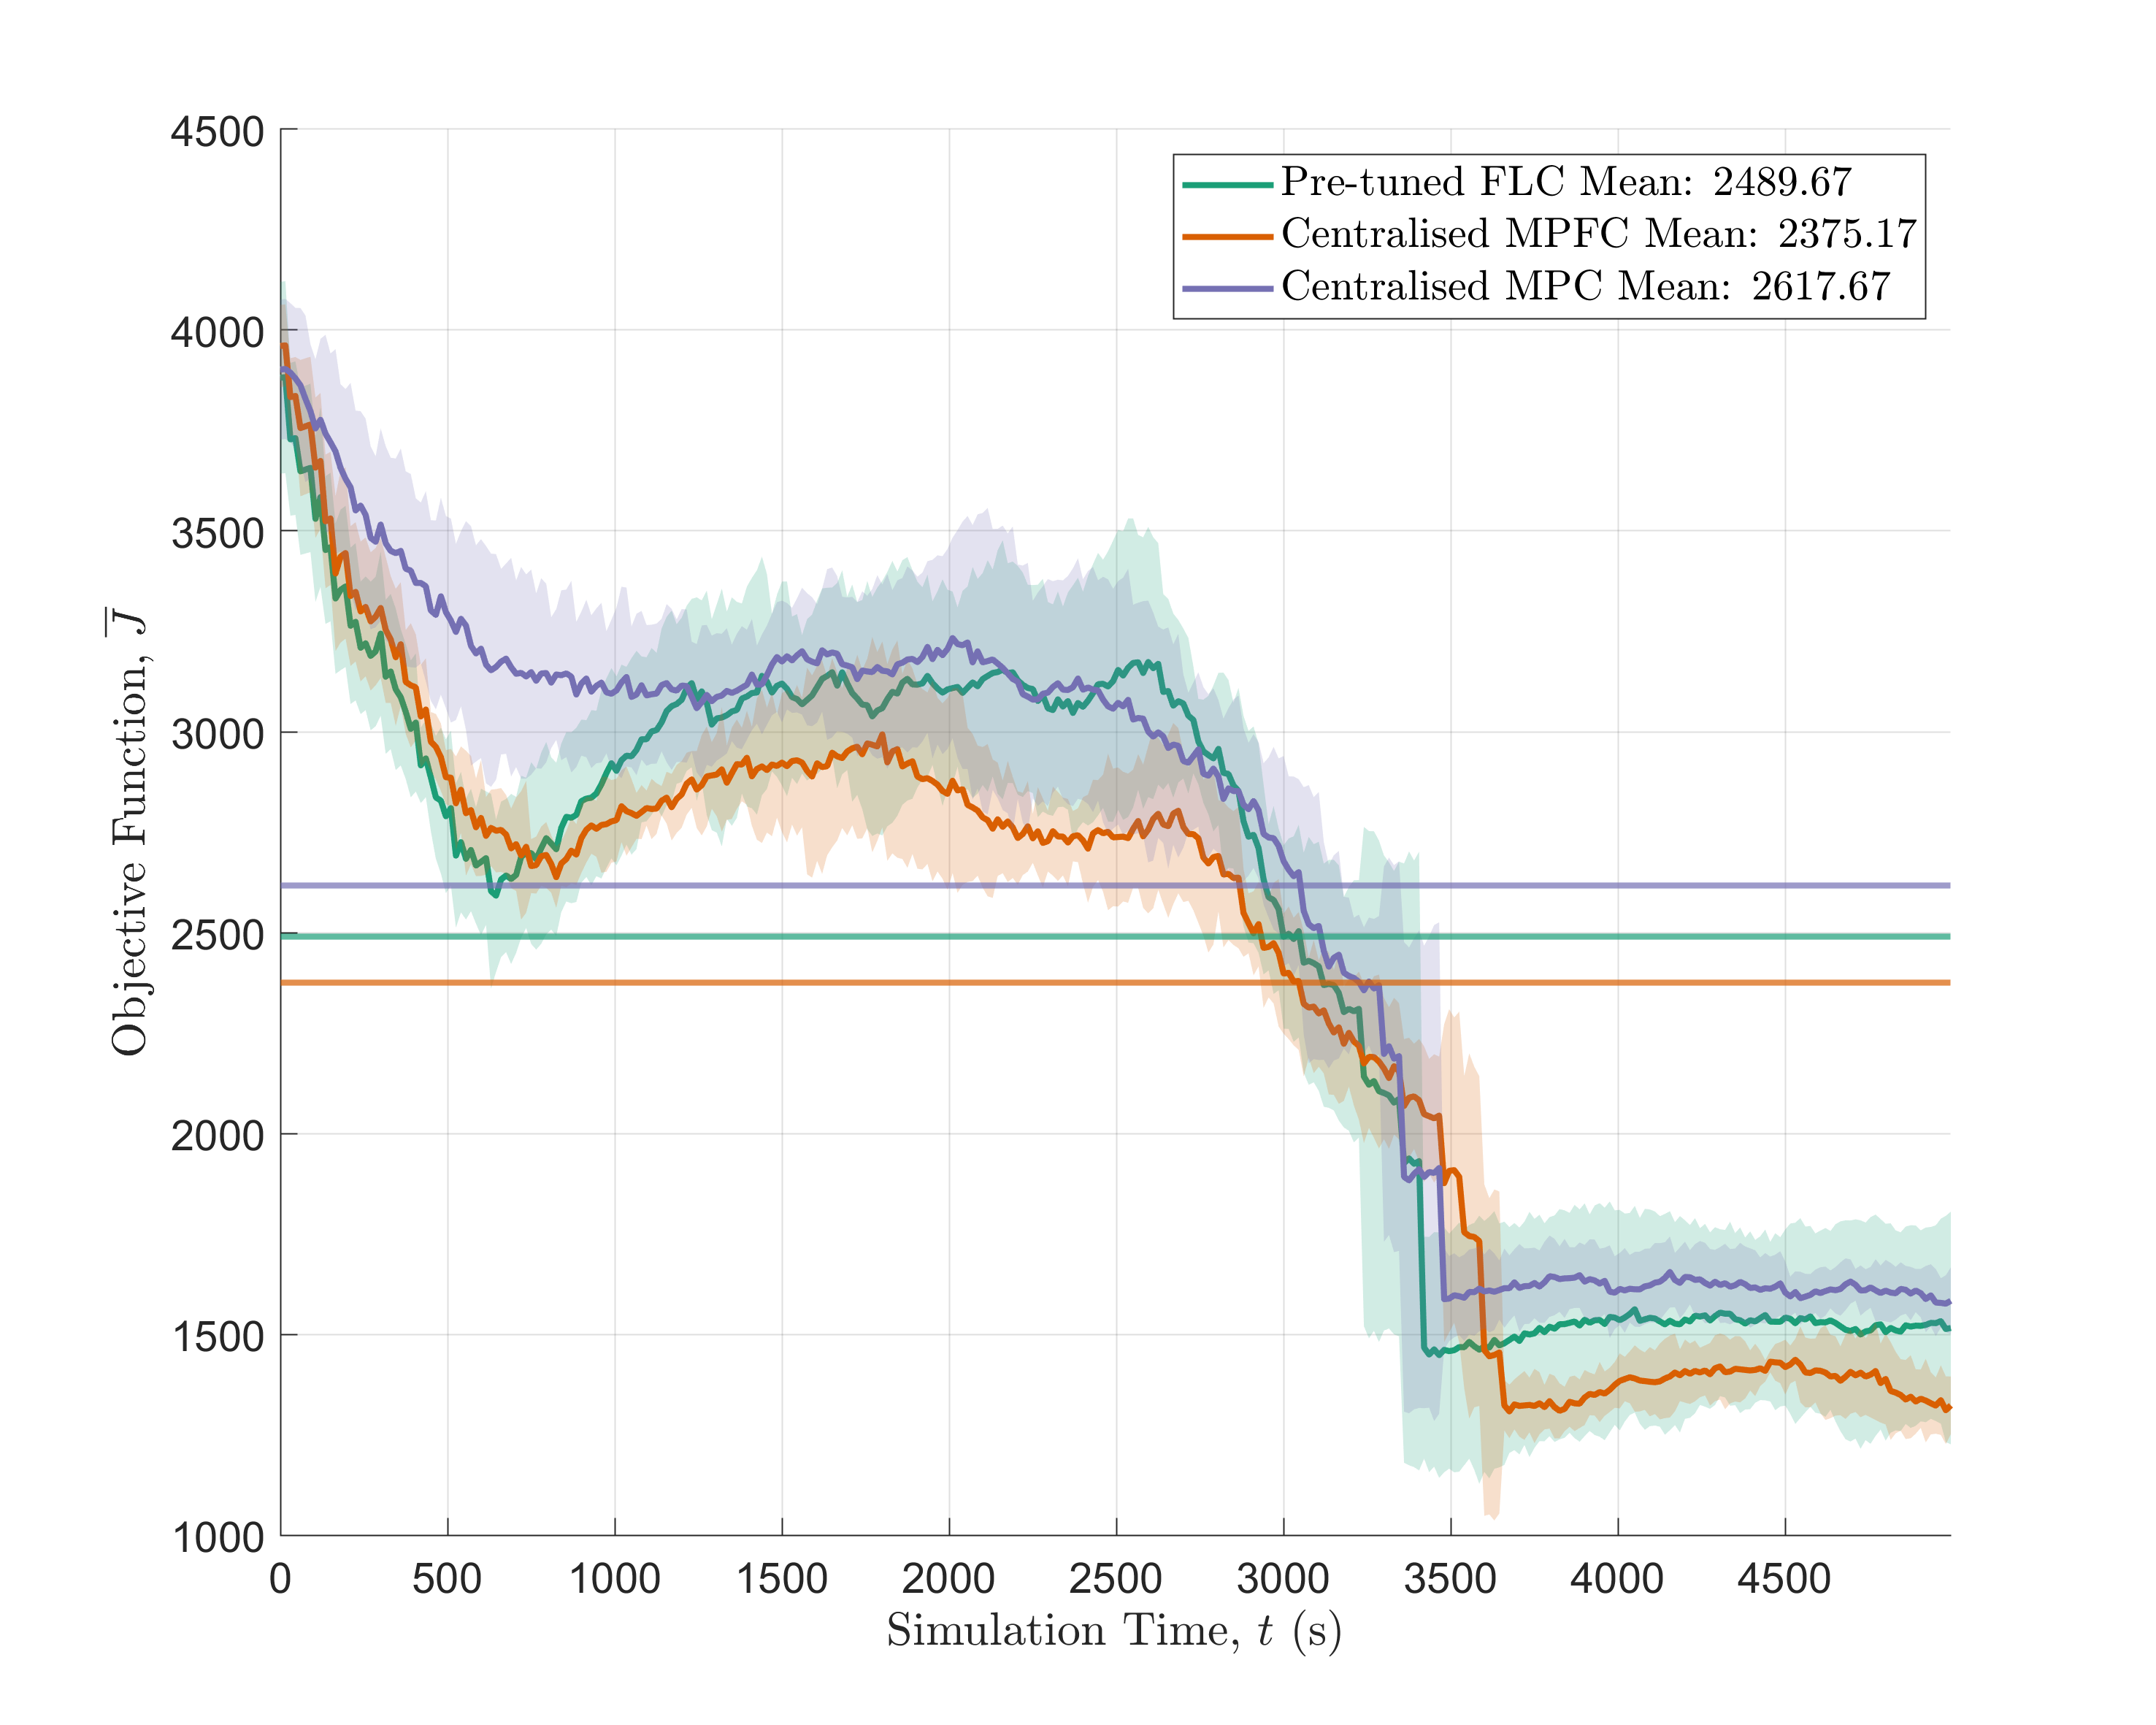 4500
4000
3500
3000
2500
2000
1500
1000
Objective Function, J̅
Pre-tuned FLC Mean: 2489.67
Centralised MPFC Mean: 2375.17
Centralised MPC Mean: 2617.67
0 500 1000 1500 2000 2500 3000 3500 4000 4500
Simulation Time, t (s)